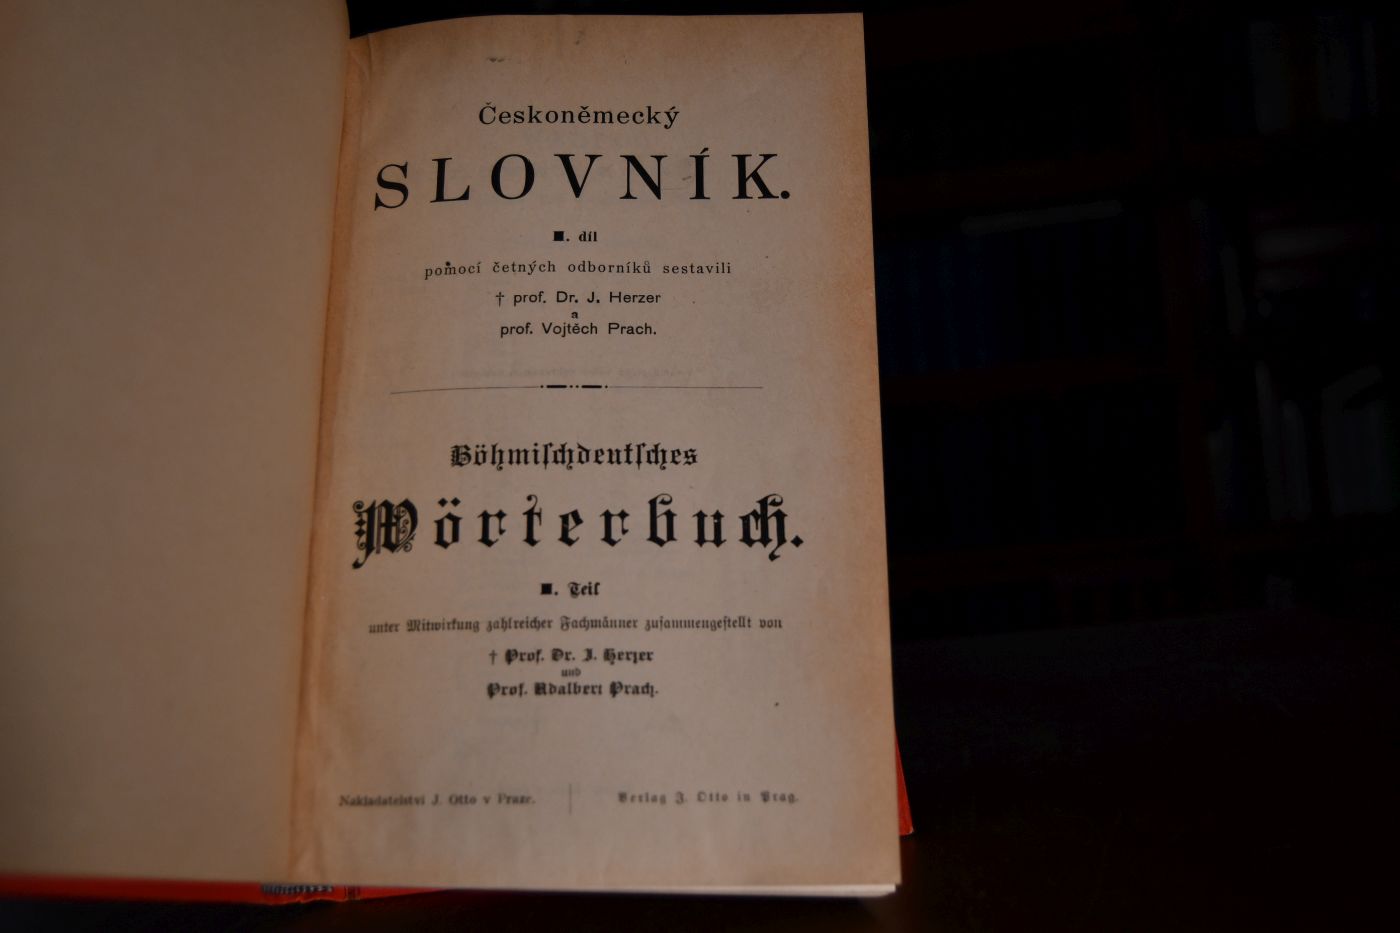 Českoněmecký
SLOVNÍK.
díl
pomocí četných odborníků sestavili
† prof. Dr. J. Herzer
a
prof. Vojtěch Prach.
Böhmiſchdeutſches
Wörterbuch.
Teil
unter Mitwirkung zahlreicher Fachmänner zuſammengeſtellt von
† Prof. Dr. J. Herzer
und
Prof. Adalbert Prach.
Nakladatelství J. Otto v Praze.
Verlag J. Otto in Prag.